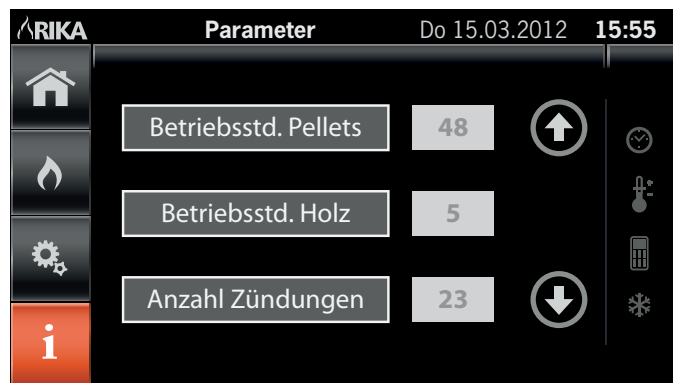 RIKA Parameter Do 15.03.2012 15:55
Betriebsstd. Pellets 48
Betriebsstd. Holz 5
Anzahl Zündungen 23
i